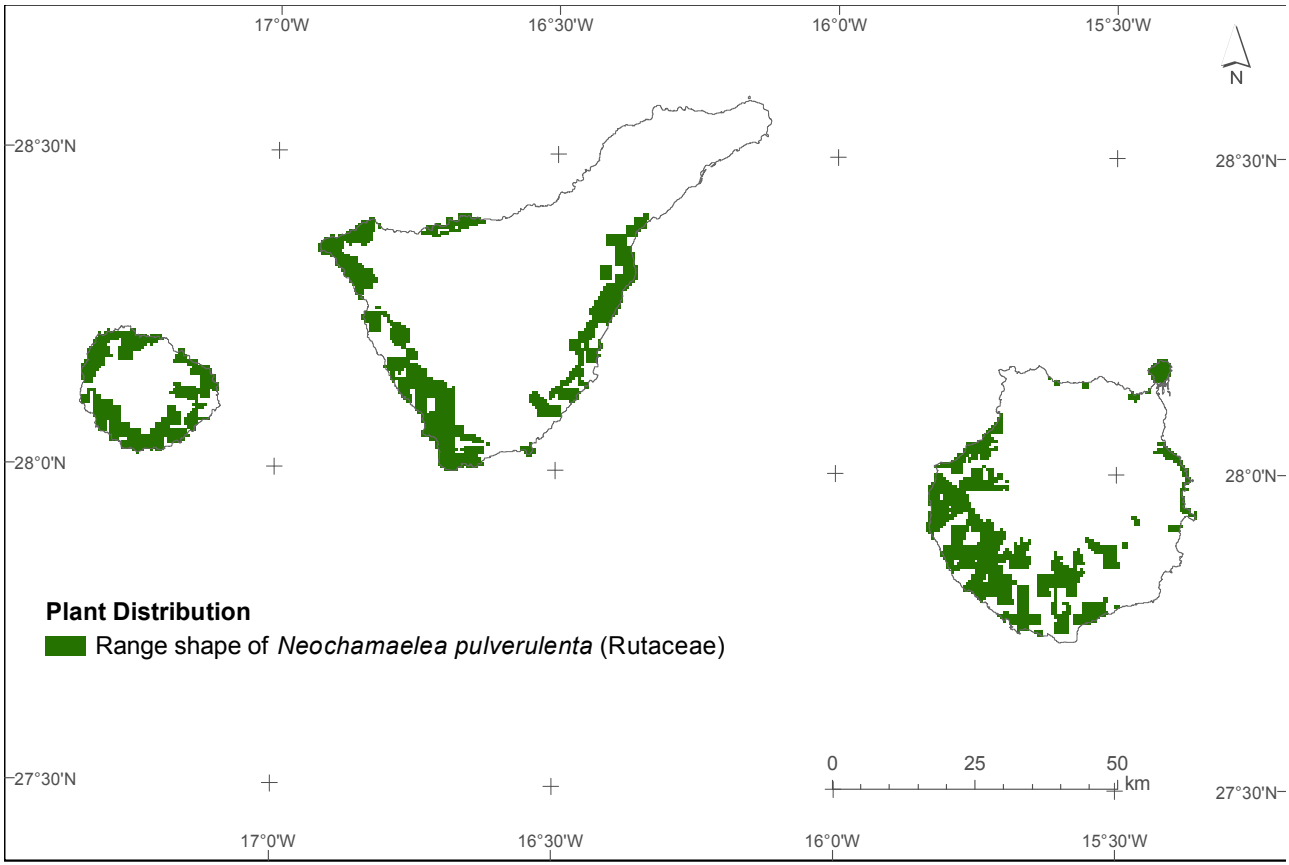 17°0'W 16°30'W 16°0'W 15°30'W
N
28°30'N 28°30'N
28°0'N 28°0'N
Plant Distribution
Range shape of Neochamaelea pulverulenta (Rutaceae)
0 25 50
km
27°30'N 27°30'N
17°0'W 16°30'W 16°0'W 15°30'W